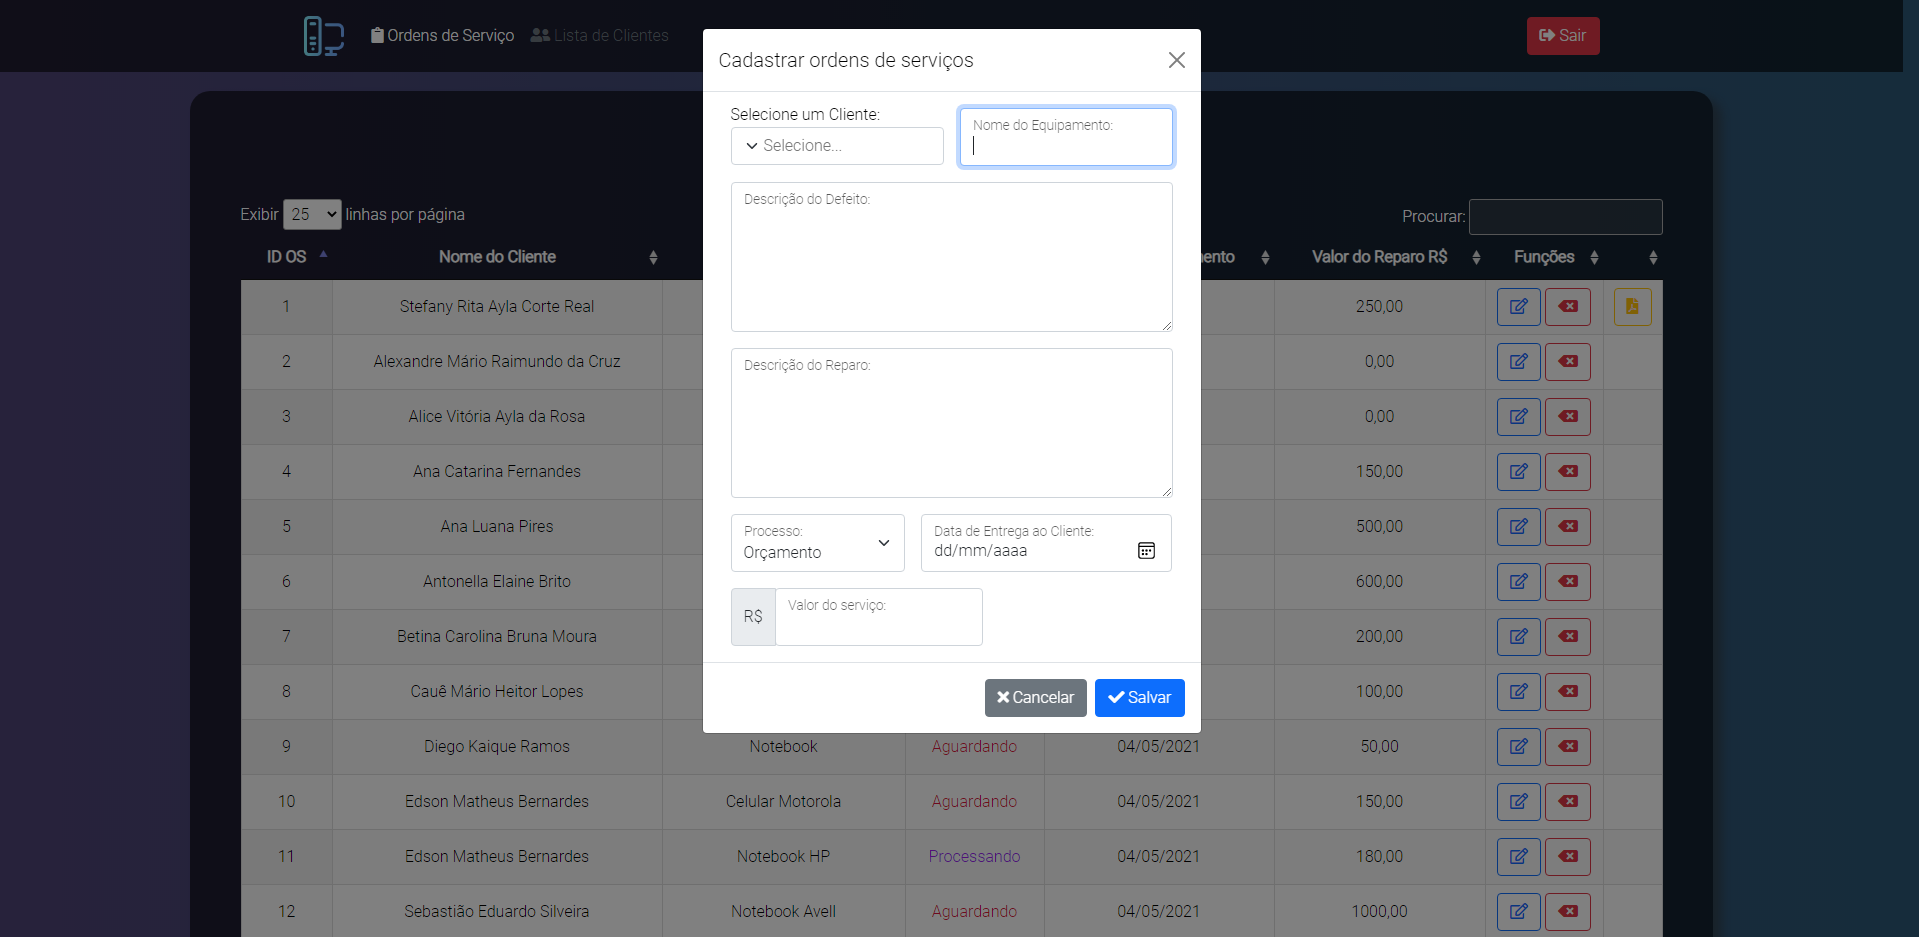 Ordens de Serviço Lista de Clientes Sair
Cadastrar ordens de serviços
Selecione um Cliente:
Selecione...
Nome do Equipamento:
Descrição do Defeito:
Descrição do Reparo:
Processo:
Orçamento
Data de Entrega ao Cliente:
dd/mm/aaaa
R$ Valor do serviço:
Cancelar Salvar
Exibir 25 linhas por página Procurar:
ID OS Nome do Cliente ento Valor do Reparo R$ Funções
1 Stefany Rita Ayla Corte Real 250,00
2 Alexandre Mário Raimundo da Cruz 0,00
3 Alice Vitória Ayla da Rosa 0,00
4 Ana Catarina Fernandes 150,00
5 Ana Luana Pires 500,00
6 Antonella Elaine Brito 600,00
7 Betina Carolina Bruna Moura 200,00
8 Cauê Mário Heitor Lopes 100,00
9 Diego Kaique Ramos Notebook Aguardando 04/05/2021 50,00
10 Edson Matheus Bernardes Celular Motorola Aguardando 04/05/2021 150,00
11 Edson Matheus Bernardes Notebook HP Processando 04/05/2021 180,00
12 Sebastião Eduardo Silveira Notebook Avell Aguardando 04/05/2021 1000,00